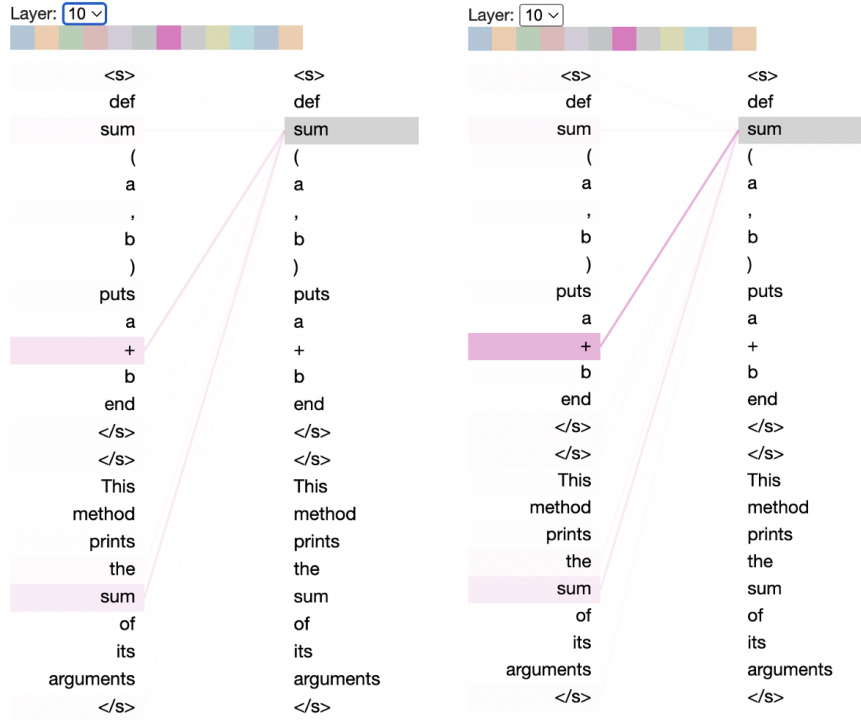 Layer: 10
<s> <s>
def def
sum sum
( (
a a
, ,
b b
) )
puts puts
a a
+ +
b b
end end
</s> </s>
</s> </s>
This This
method method
prints prints
the the
sum sum
of of
its its
arguments arguments
</s> </s>
Layer: 10
<s> <s>
def def
sum sum
( (
a a
, ,
b b
) )
puts puts
a a
+ +
b b
end end
</s> </s>
</s> </s>
This This
method method
prints prints
the the
sum sum
of of
its its
arguments arguments
</s> </s>